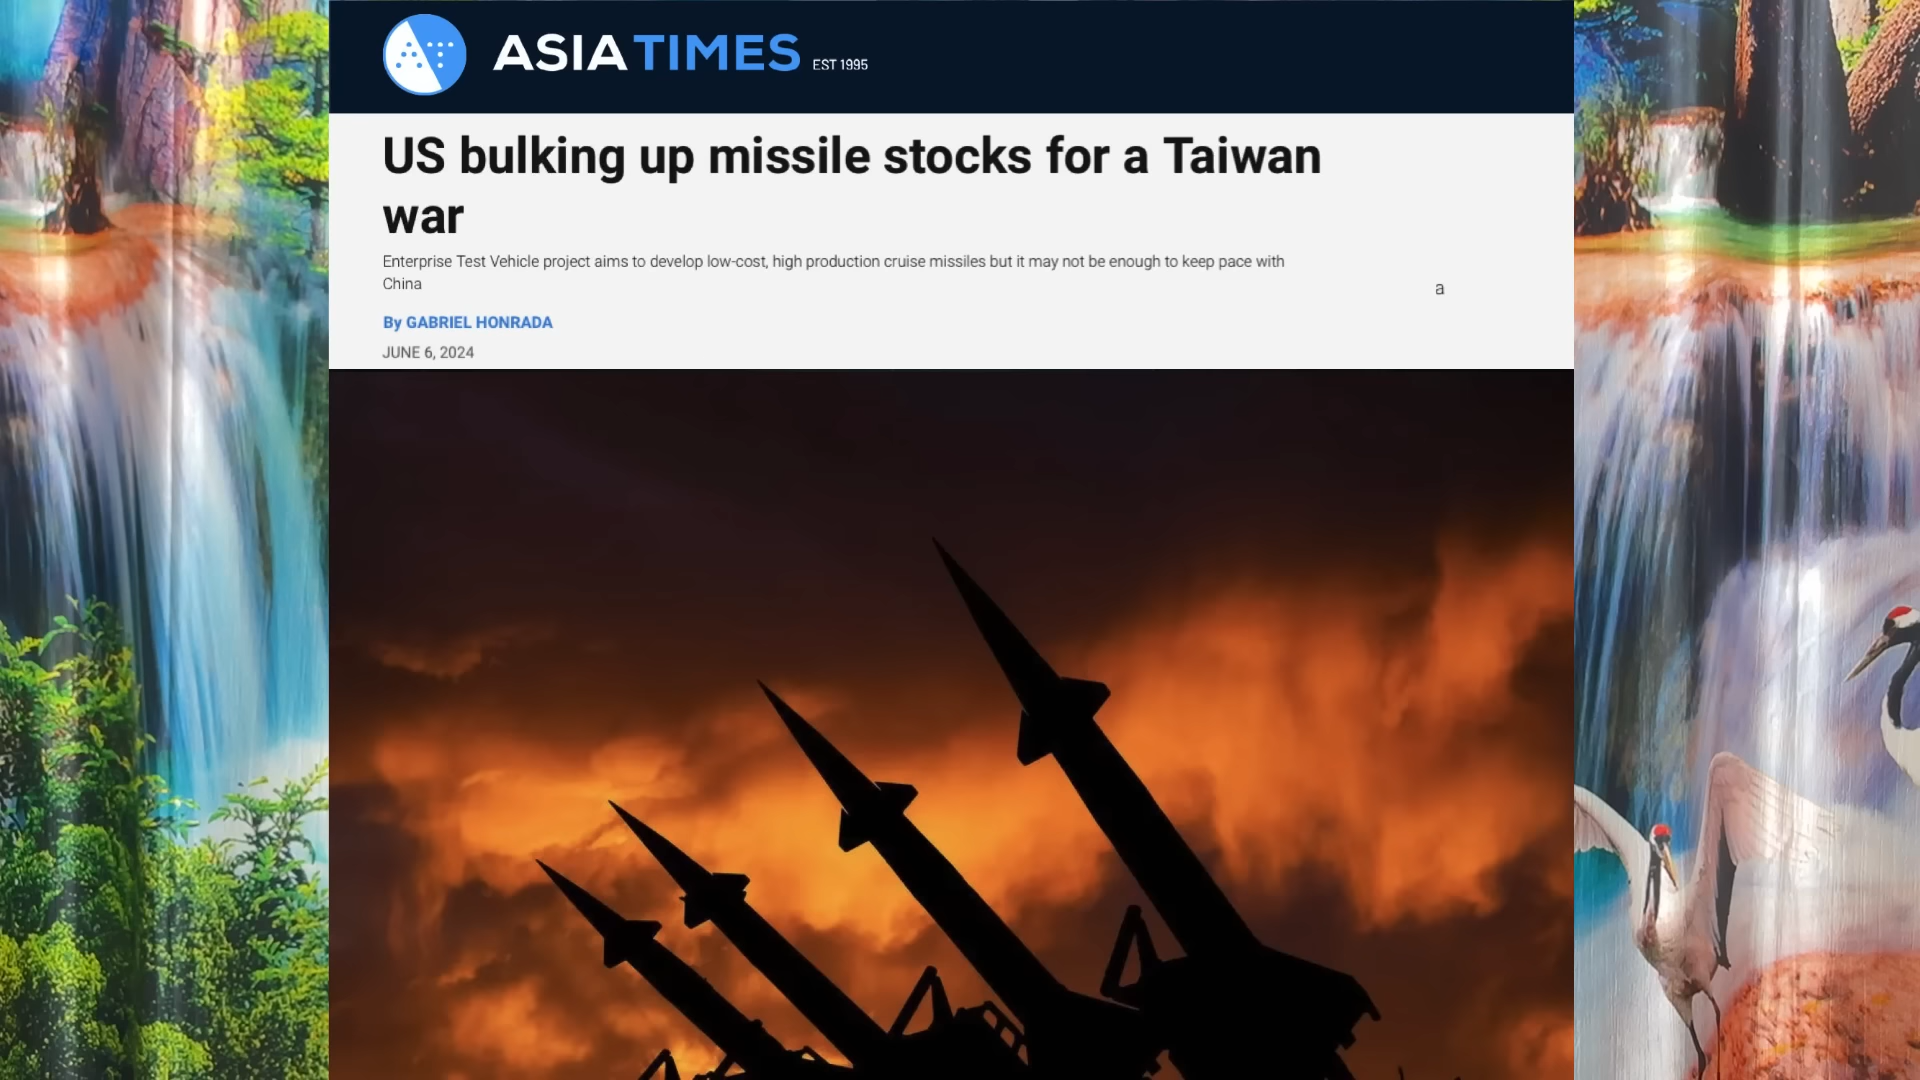 ASIA TIMES EST 1995
US bulking up missile stocks for a Taiwan
war
Enterprise Test Vehicle project aims to develop low-cost, high production cruise missiles but it may not be enough to keep pace with
China
a
By GABRIEL HONRADA
JUNE 6, 2024